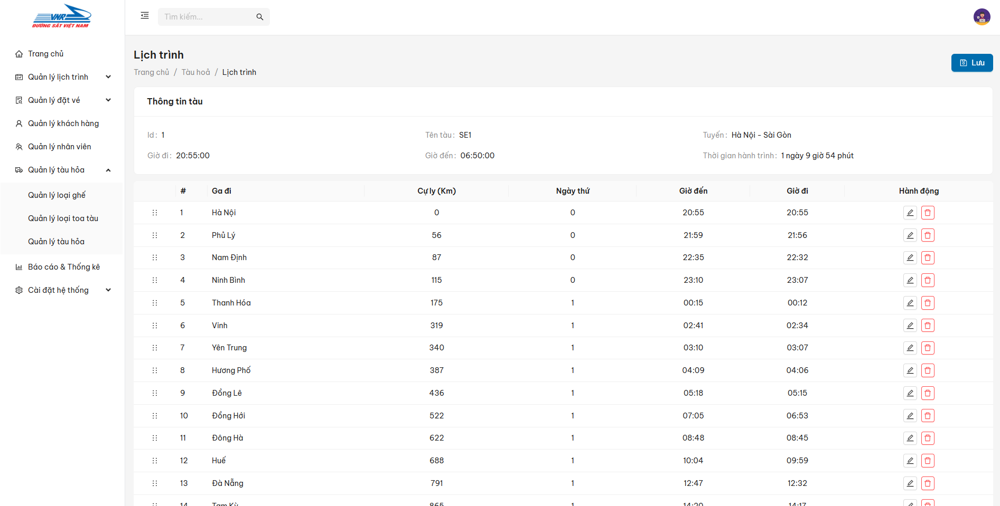 VNR
ĐƯỜNG SẮT VIỆT NAM
Tìm kiếm...
Trang chủ
Quản lý lịch trình
Quản lý đặt vé
Quản lý khách hàng
Quản lý nhân viên
Quản lý tàu hỏa
Quản lý loại ghế
Quản lý loại toa tàu
Quản lý tàu hỏa
Báo cáo & Thống kê
Cài đặt hệ thống
Lịch trình
Trang chủ / Tàu hoả / Lịch trình
Lưu
Thông tin tàu
Id : 1 Tên tàu : SE1 Tuyến : Hà Nội - Sài Gòn
Giờ đi : 20:55:00 Giờ đến : 06:50:00 Thời gian hành trình : 1 ngày 9 giờ 54 phút
# Ga đi Cự ly (Km) Ngày thứ Giờ đến Giờ đi Hành động
1 Hà Nội 0 0 20:55 20:55
2 Phủ Lý 56 0 21:59 21:56
3 Nam Định 87 0 22:35 22:32
4 Ninh Bình 115 0 23:10 23:07
5 Thanh Hóa 175 1 00:15 00:12
6 Vinh 319 1 02:41 02:34
7 Yên Trung 340 1 03:10 03:07
8 Hương Phố 387 1 04:09 04:06
9 Đồng Lê 436 1 05:18 05:15
10 Đồng Hới 522 1 07:05 06:53
11 Đông Hà 622 1 08:48 08:45
12 Huế 688 1 10:04 09:59
13 Đà Nẵng 791 1 12:47 12:32
14 Tam Kỳ 865 1 14:20 14:17